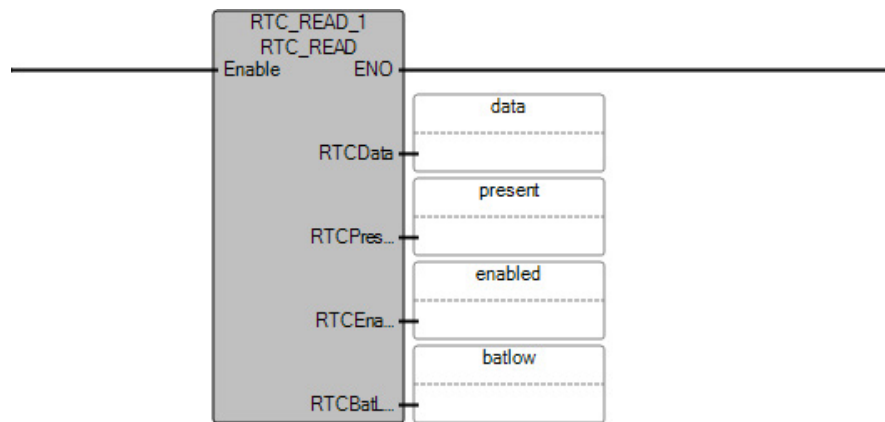 RTC_READ_1
RTC_READ
Enable ENO
data
RTCData
present
RTCPres...
enabled
RTCEna...
batlow
RTCBatL...